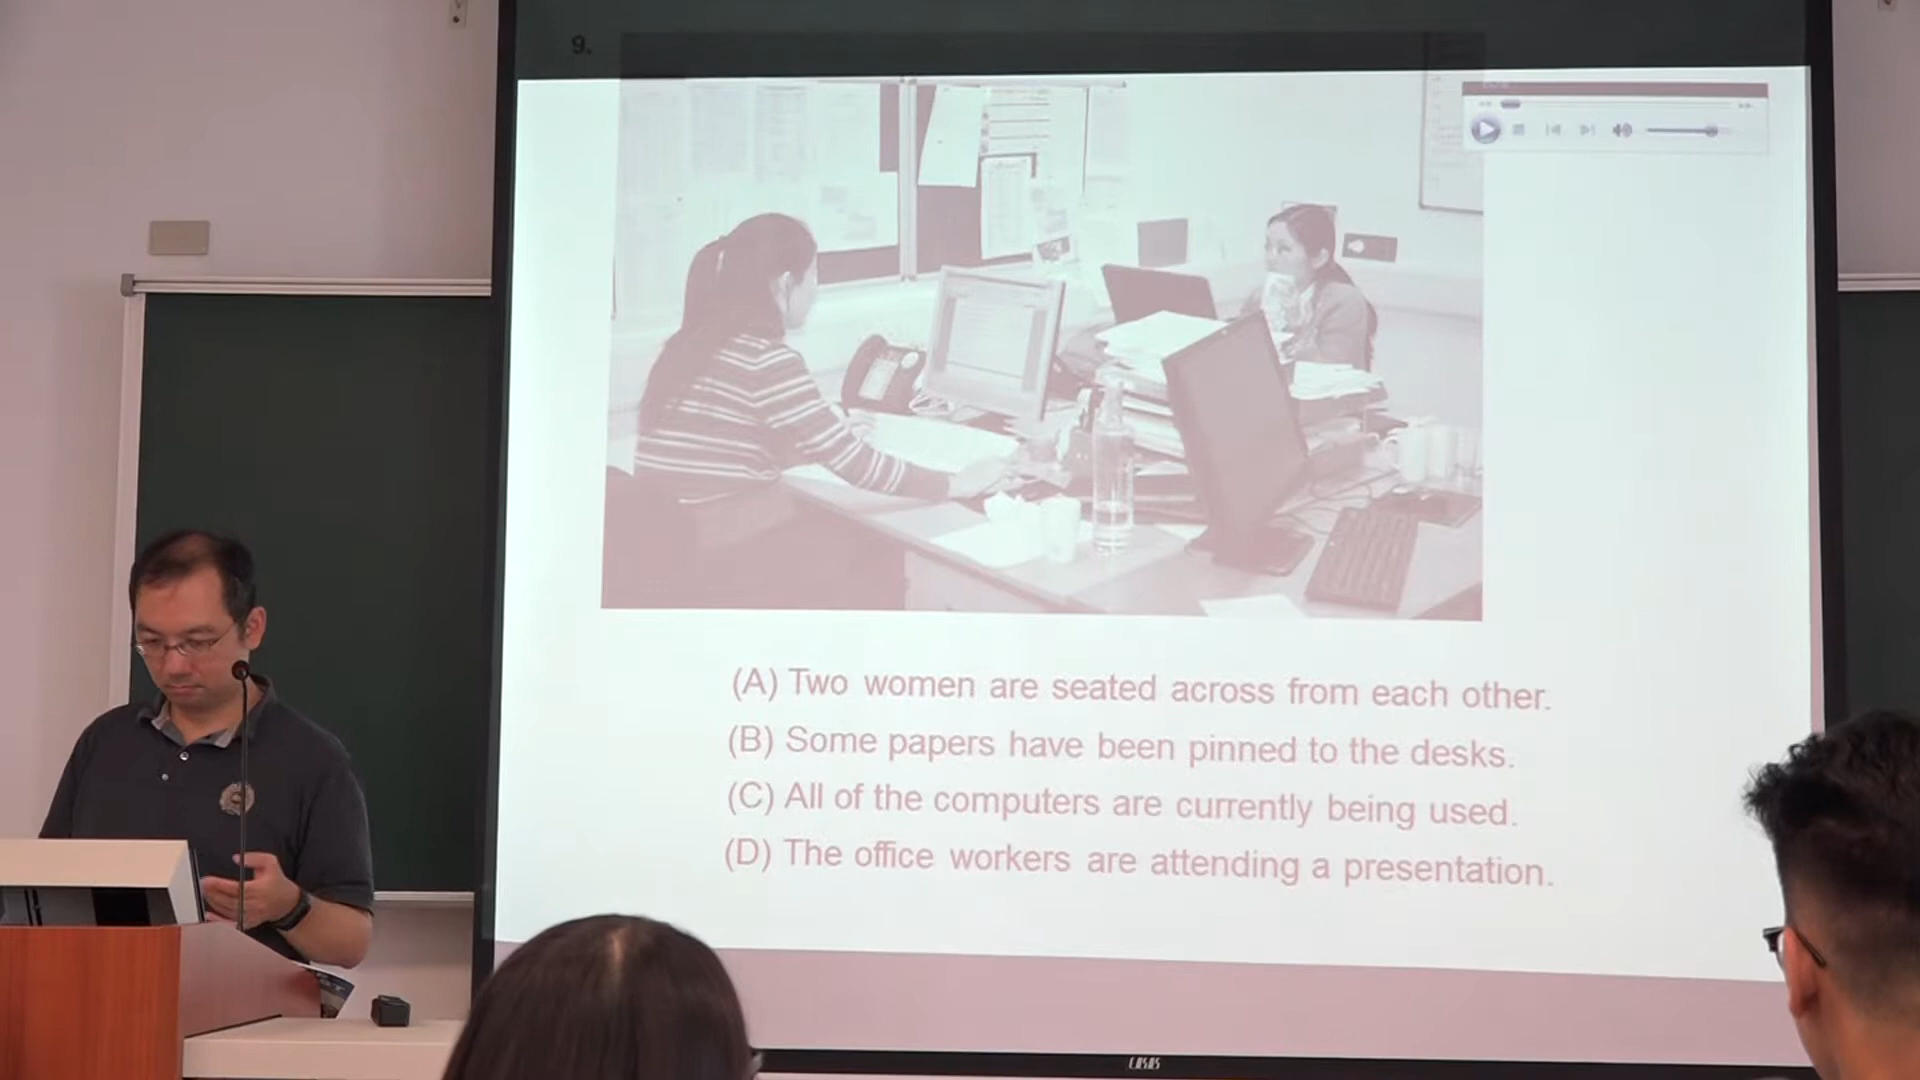 9.
(A) Two women are seated across from each other.
(B) Some papers have been pinned to the desks.
(C) All of the computers are currently being used.
(D) The office workers are attending a presentation.